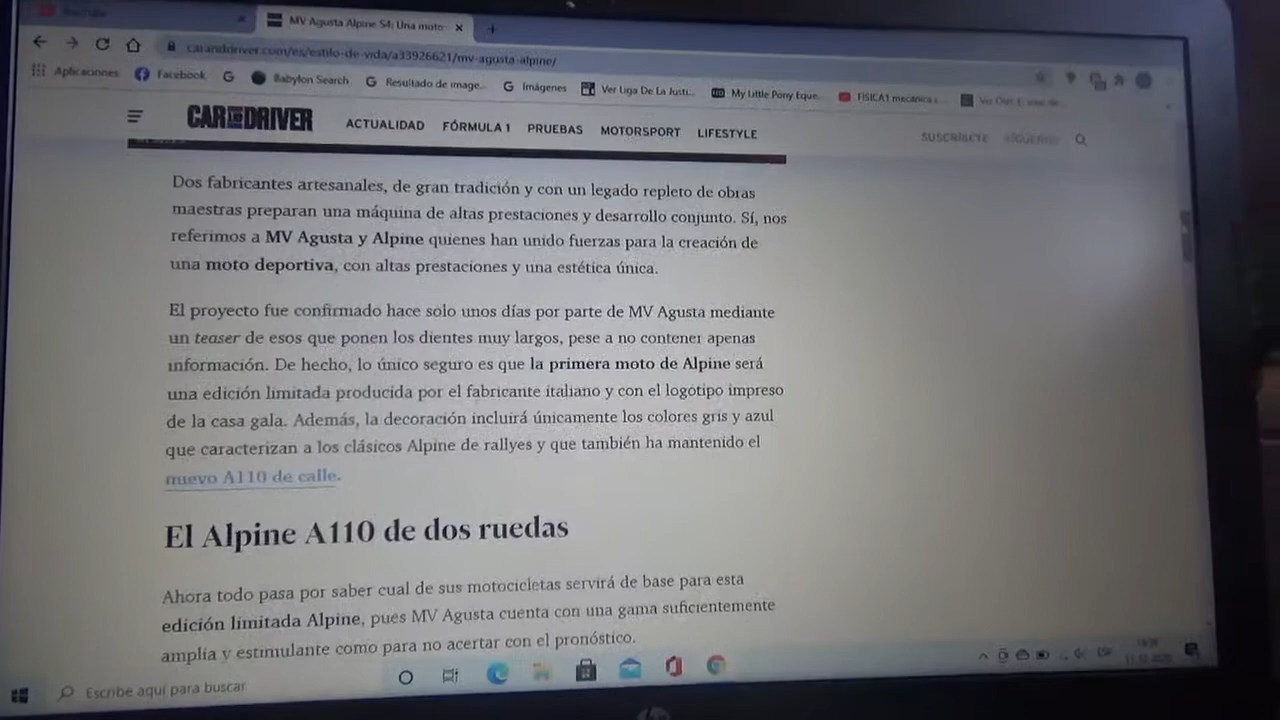 MV Agusta Alpine S4: Una moto
caranddriver.com/es/estilo-de-vida/a33926621/mv-agusta-alpine/
Aplicaciones Facebook Babylon Search Resultado de image... Imágenes Ver Liga De La Justi... My Little Pony Eque... FISICA1 mecánica c...
CAR AND DRIVER ACTUALIDAD FÓRMULA 1 PRUEBAS MOTORSPORT LIFESTYLE SUSCRÍBETE
Dos fabricantes artesanales, de gran tradición y con un legado repleto de obras
maestras preparan una máquina de altas prestaciones y desarrollo conjunto. Sí, nos
referimos a MV Agusta y Alpine quienes han unido fuerzas para la creación de
una moto deportiva, con altas prestaciones y una estética única.
El proyecto fue confirmado hace solo unos días por parte de MV Agusta mediante
un teaser de esos que ponen los dientes muy largos, pese a no contener apenas
información. De hecho, lo único seguro es que la primera moto de Alpine será
una edición limitada producida por el fabricante italiano y con el logotipo impreso
de la casa gala. Además, la decoración incluirá únicamente los colores gris y azul
que caracterizan a los clásicos Alpine de rallyes y que también ha mantenido el
nuevo A110 de calle.
El Alpine A110 de dos ruedas
Ahora todo pasa por saber cual de sus motocicletas servirá de base para esta
edición limitada Alpine, pues MV Agusta cuenta con una gama suficientemente
amplia y estimulante como para no acertar con el pronóstico.
Escribe aquí para buscar
ESP
hp